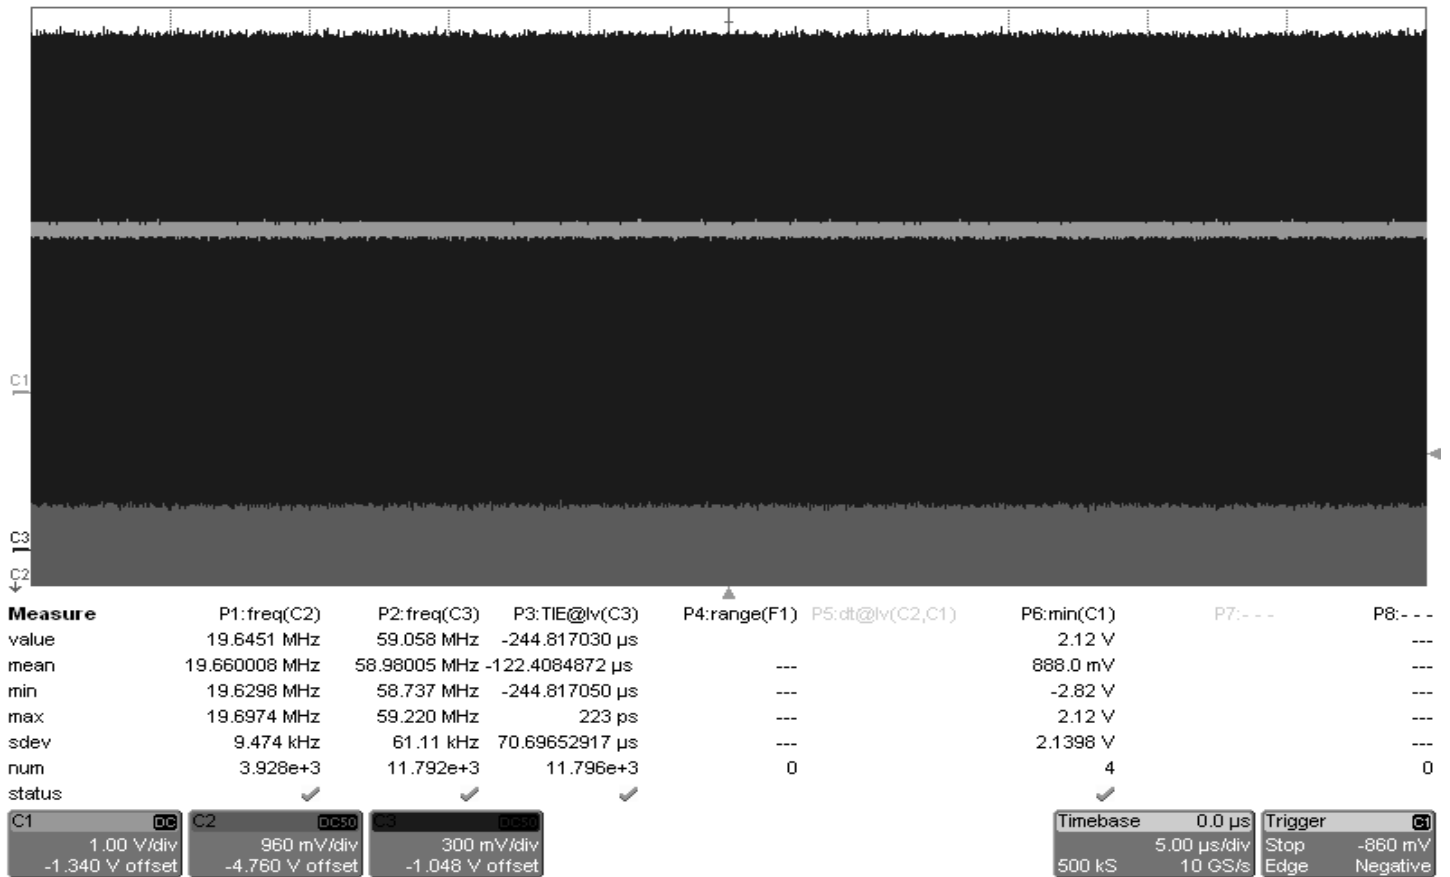 C1
C3
C2
Measure P1:freq(C2) P2:freq(C3) P3:TIE@lv(C3) P4:range(F1) P5:dt@lv(C2,C1) P6:min(C1) P7:- - - P8:- - -
value 19.6451 MHz 59.058 MHz -244.817030 µs 2.12 V ---
mean 19.660008 MHz 58.98005 MHz -122.4084872 µs --- 888.0 mV ---
min 19.6298 MHz 58.737 MHz -244.817050 µs --- -2.82 V ---
max 19.6974 MHz 59.220 MHz 223 ps --- 2.12 V ---
sdev 9.474 kHz 61.11 kHz 70.69652917 µs --- 2.1398 V ---
num 3.928e+3 11.792e+3 11.796e+3 0 4 0
status
C1 DC C2 DC50 C3 DC50 Timebase 0.0 µs Trigger C1
1.00 V/div 960 mV/div 300 mV/div 5.00 µs/div Stop -860 mV
-1.340 V offset -4.760 V offset -1.048 V offset 500 kS 10 GS/s Edge Negative